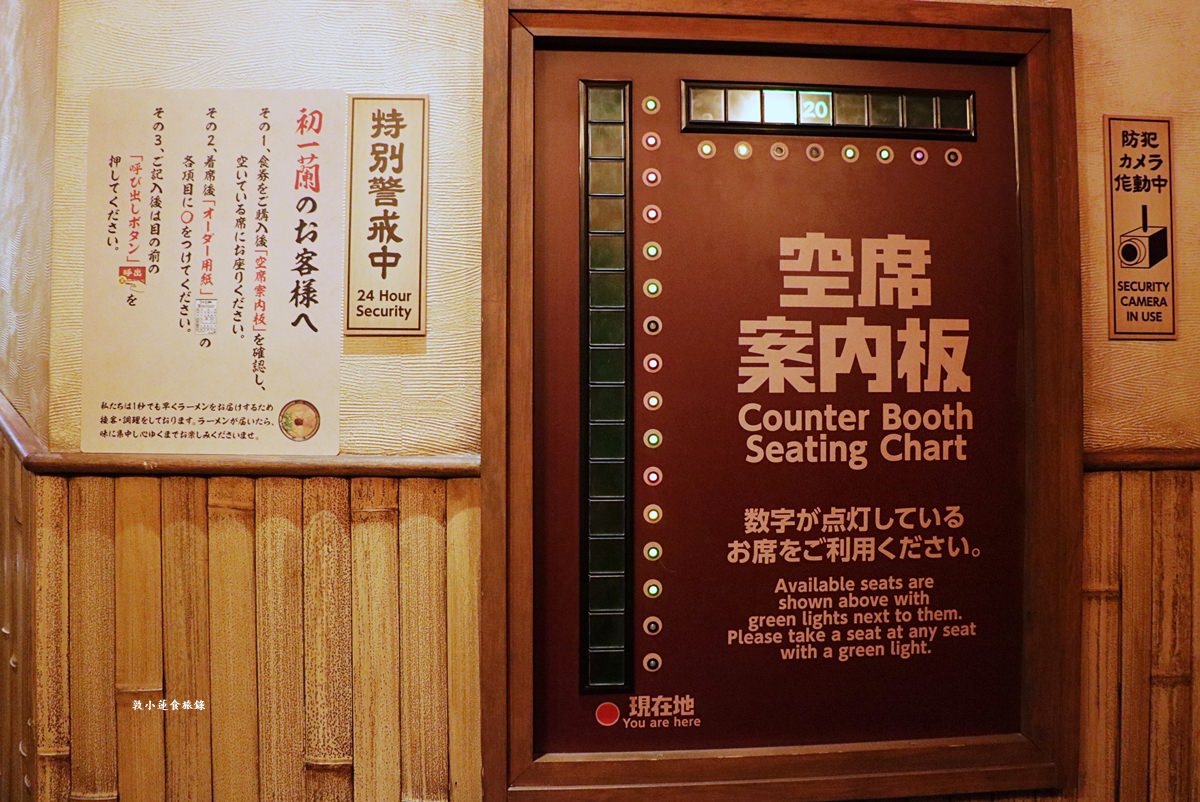 初一蘭のお客様へ
その1、食券をご購入後「空席案内板」を確認し、
空いている席にお座りください。
その2、着席後「オーダー用紙」の
各項目に〇をつけてください。
その3、ご記入後は目の前の
「呼び出しボタン」呼出を
押してください。
私たちは1秒でも早くラーメンをお届けするため
接客・調理をしております。ラーメンが届いたら、
味に集中し心ゆくまでお楽しみくださいませ。
特別警戒中
24 Hour
Security
20
空席
案内板
Counter Booth
Seating Chart
数字が点灯している
お席をご利用ください。
Available seats are
shown above with
green lights next to them.
Please take a seat at any seat
with a green light.
現在地
You are here
防犯
カメラ
作動中
SECURITY
CAMERA
IN USE
敦小蓮食旅錄